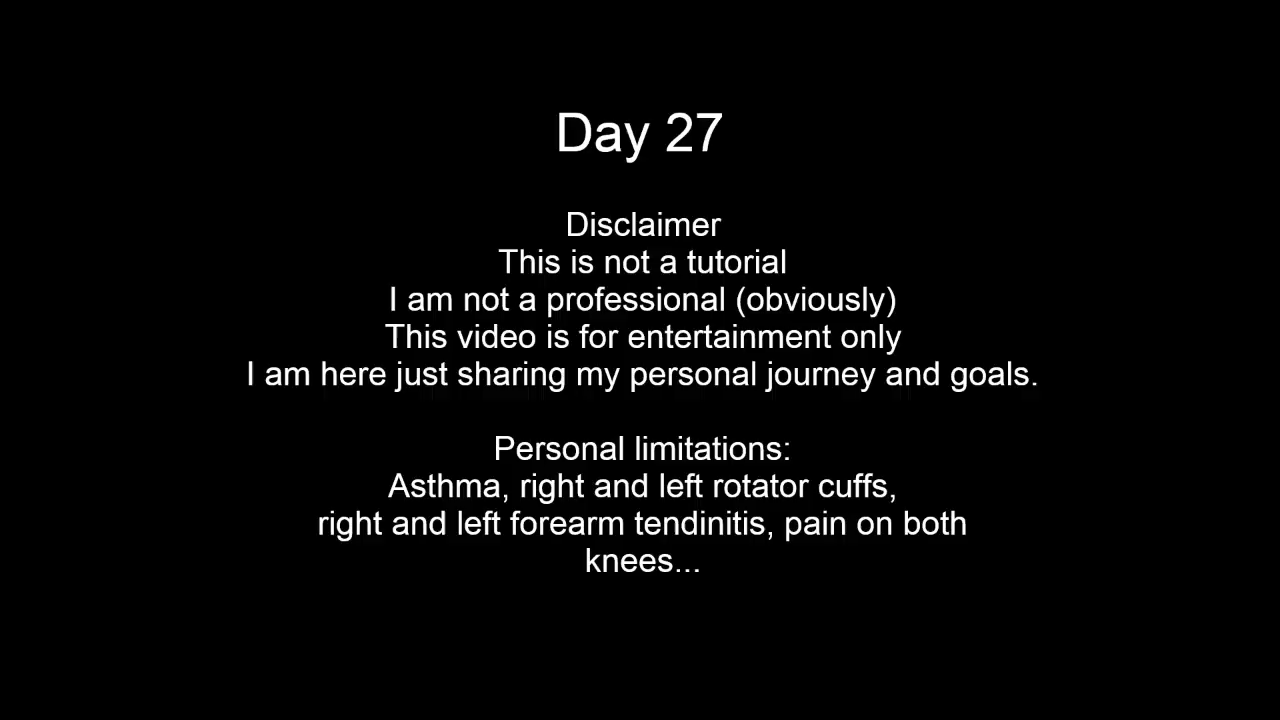 Day 27
Disclaimer
This is not a tutorial
I am not a professional (obviously)
This video is for entertainment only
I am here just sharing my personal journey and goals.
Personal limitations:
Asthma, right and left rotator cuffs,
right and left forearm tendinitis, pain on both
knees...